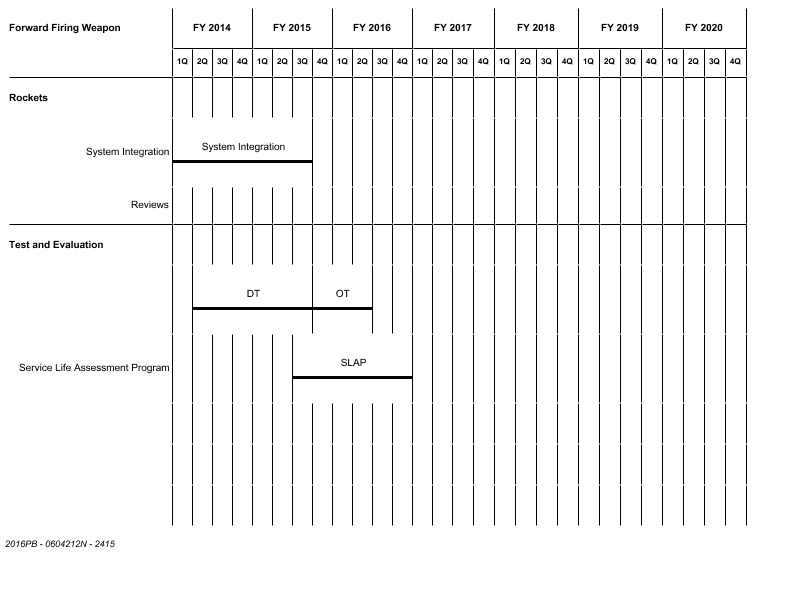 Forward Firing Weapon FY 2014 FY 2015 FY 2016 FY 2017 FY 2018 FY 2019 FY 2020
1Q 2Q 3Q 4Q 1Q 2Q 3Q 4Q 1Q 2Q 3Q 4Q 1Q 2Q 3Q 4Q 1Q 2Q 3Q 4Q 1Q 2Q 3Q 4Q 1Q 2Q 3Q 4Q
Rockets
System Integration System Integration
Reviews
Test and Evaluation
DT OT
SLAP
Service Life Assessment Program
2016PB - 0604212N - 2415